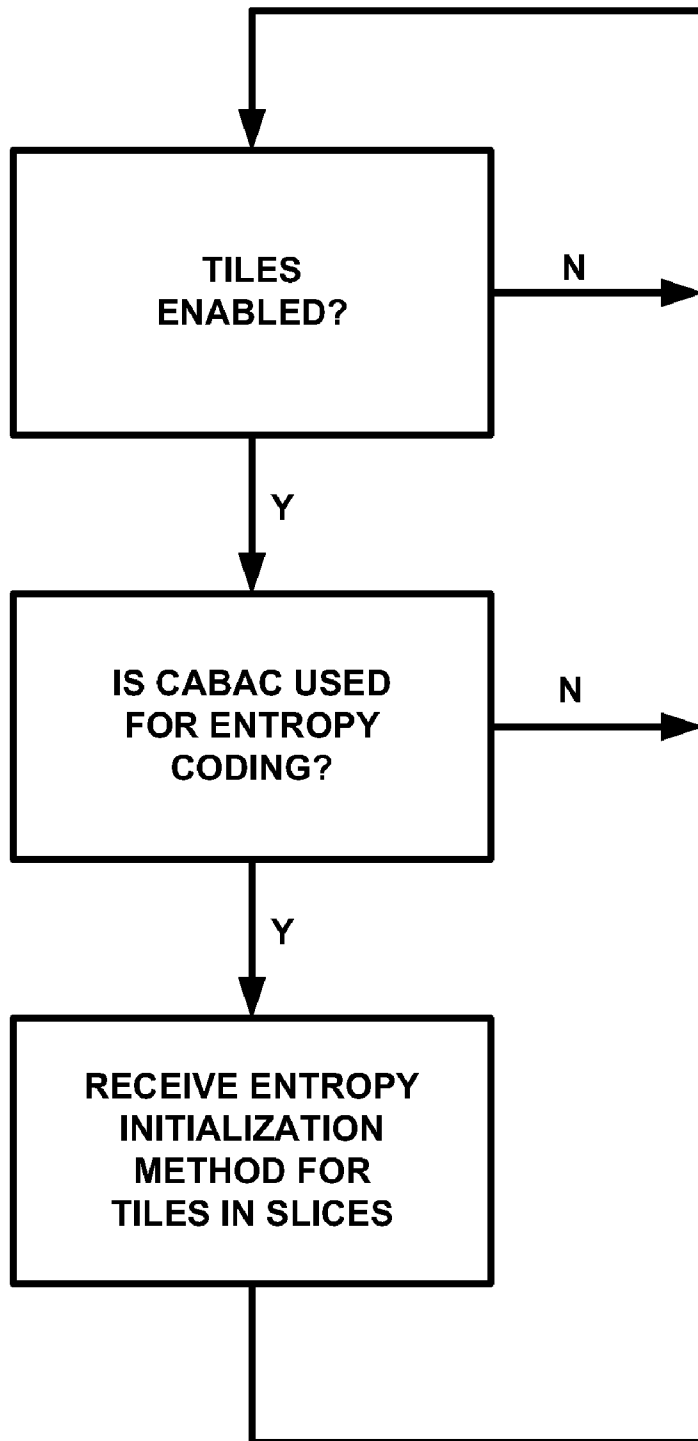 TILES
ENABLED?
N
Y
IS CABAC USED
FOR ENTROPY
CODING?
N
Y
RECEIVE ENTROPY
INITIALIZATION
METHOD FOR
TILES IN SLICES